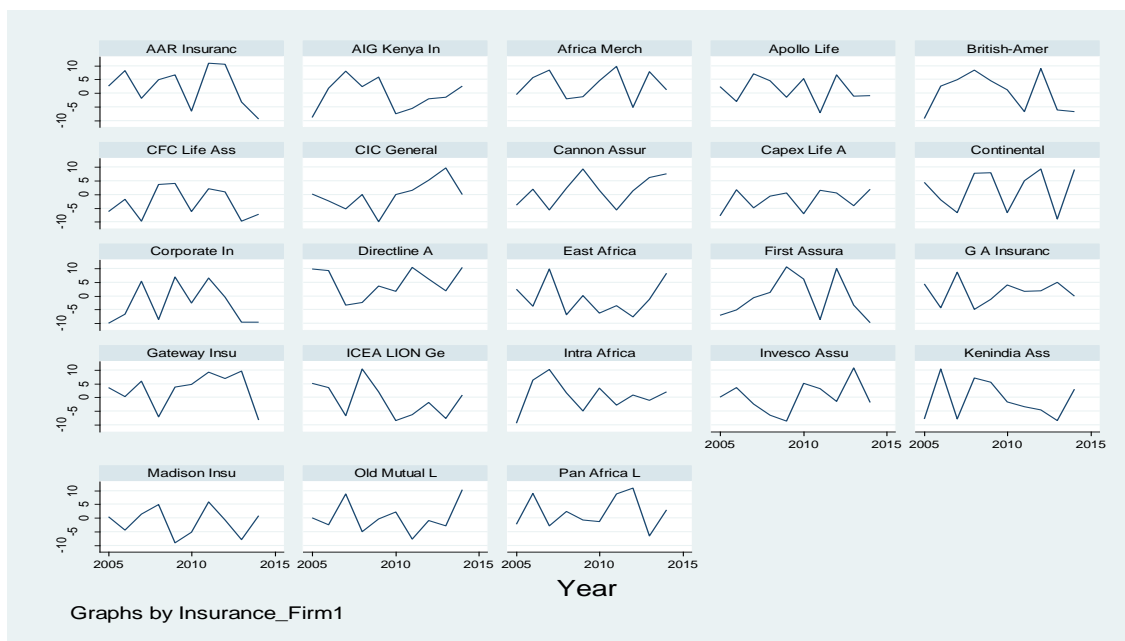 AAR Insuranc AIG Kenya In Africa Merch Apollo Life British-Amer
-10 -5 0 5 10
CFC Life Ass CIC General Cannon Assur Capex Life A Continental
-10 -5 0 5 10
Corporate In Directline A East Africa First Assura G A Insuranc
-10 -5 0 5 10
Gateway Insu ICEA LION Ge Intra Africa Invesco Assu Kenindia Ass
-10 -5 0 5 10
2005 2010 2015 2005 2010 2015
Madison Insu Old Mutual L Pan Africa L
-10 -5 0 5 10
2005 2010 2015 2005 2010 2015 2005 2010 2015
Year
Graphs by Insurance_Firm1